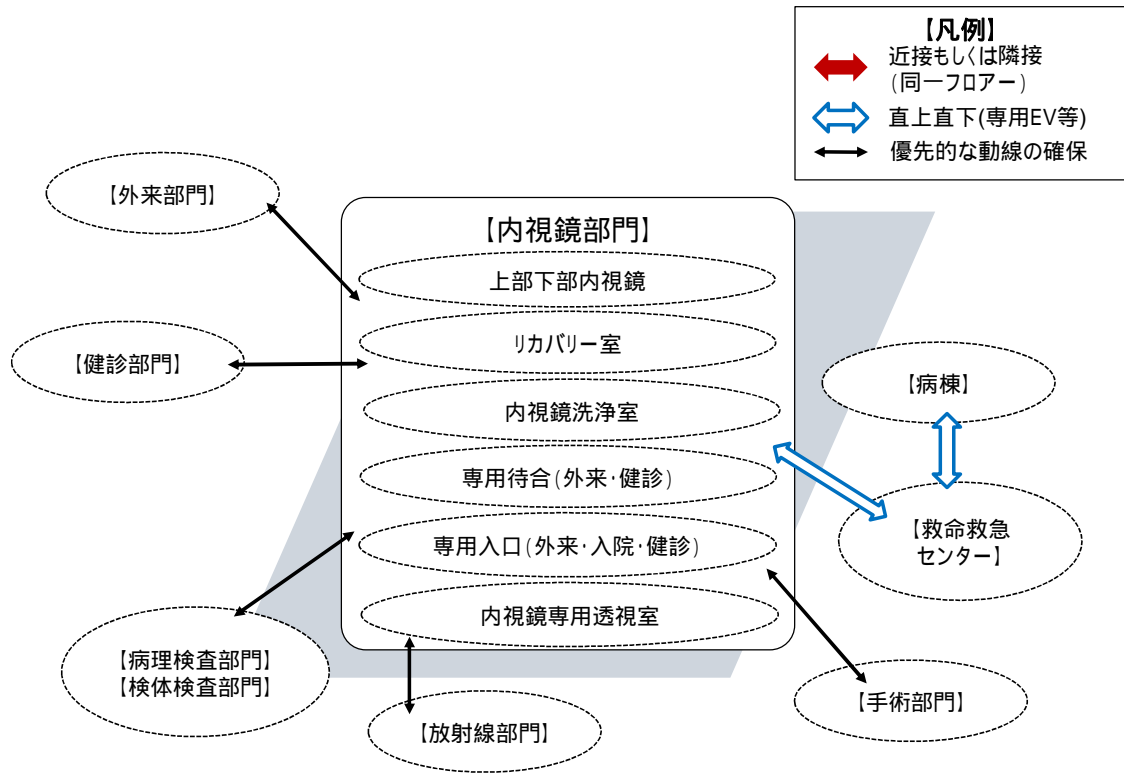 【凡例】
近接もしくは隣接
(同一フロアー)
直上直下(専用EV等)
優先的な動線の確保
【外来部門】
【内視鏡部門】
上部下部内視鏡
リカバリー室
【健診部門】
【病棟】
内視鏡洗浄室
専用待合(外来・健診)
【救命救急
センター】
専用入口(外来・入院・健診)
内視鏡専用透視室
【病理検査部門】
【検体検査部門】
【手術部門】
【放射線部門】